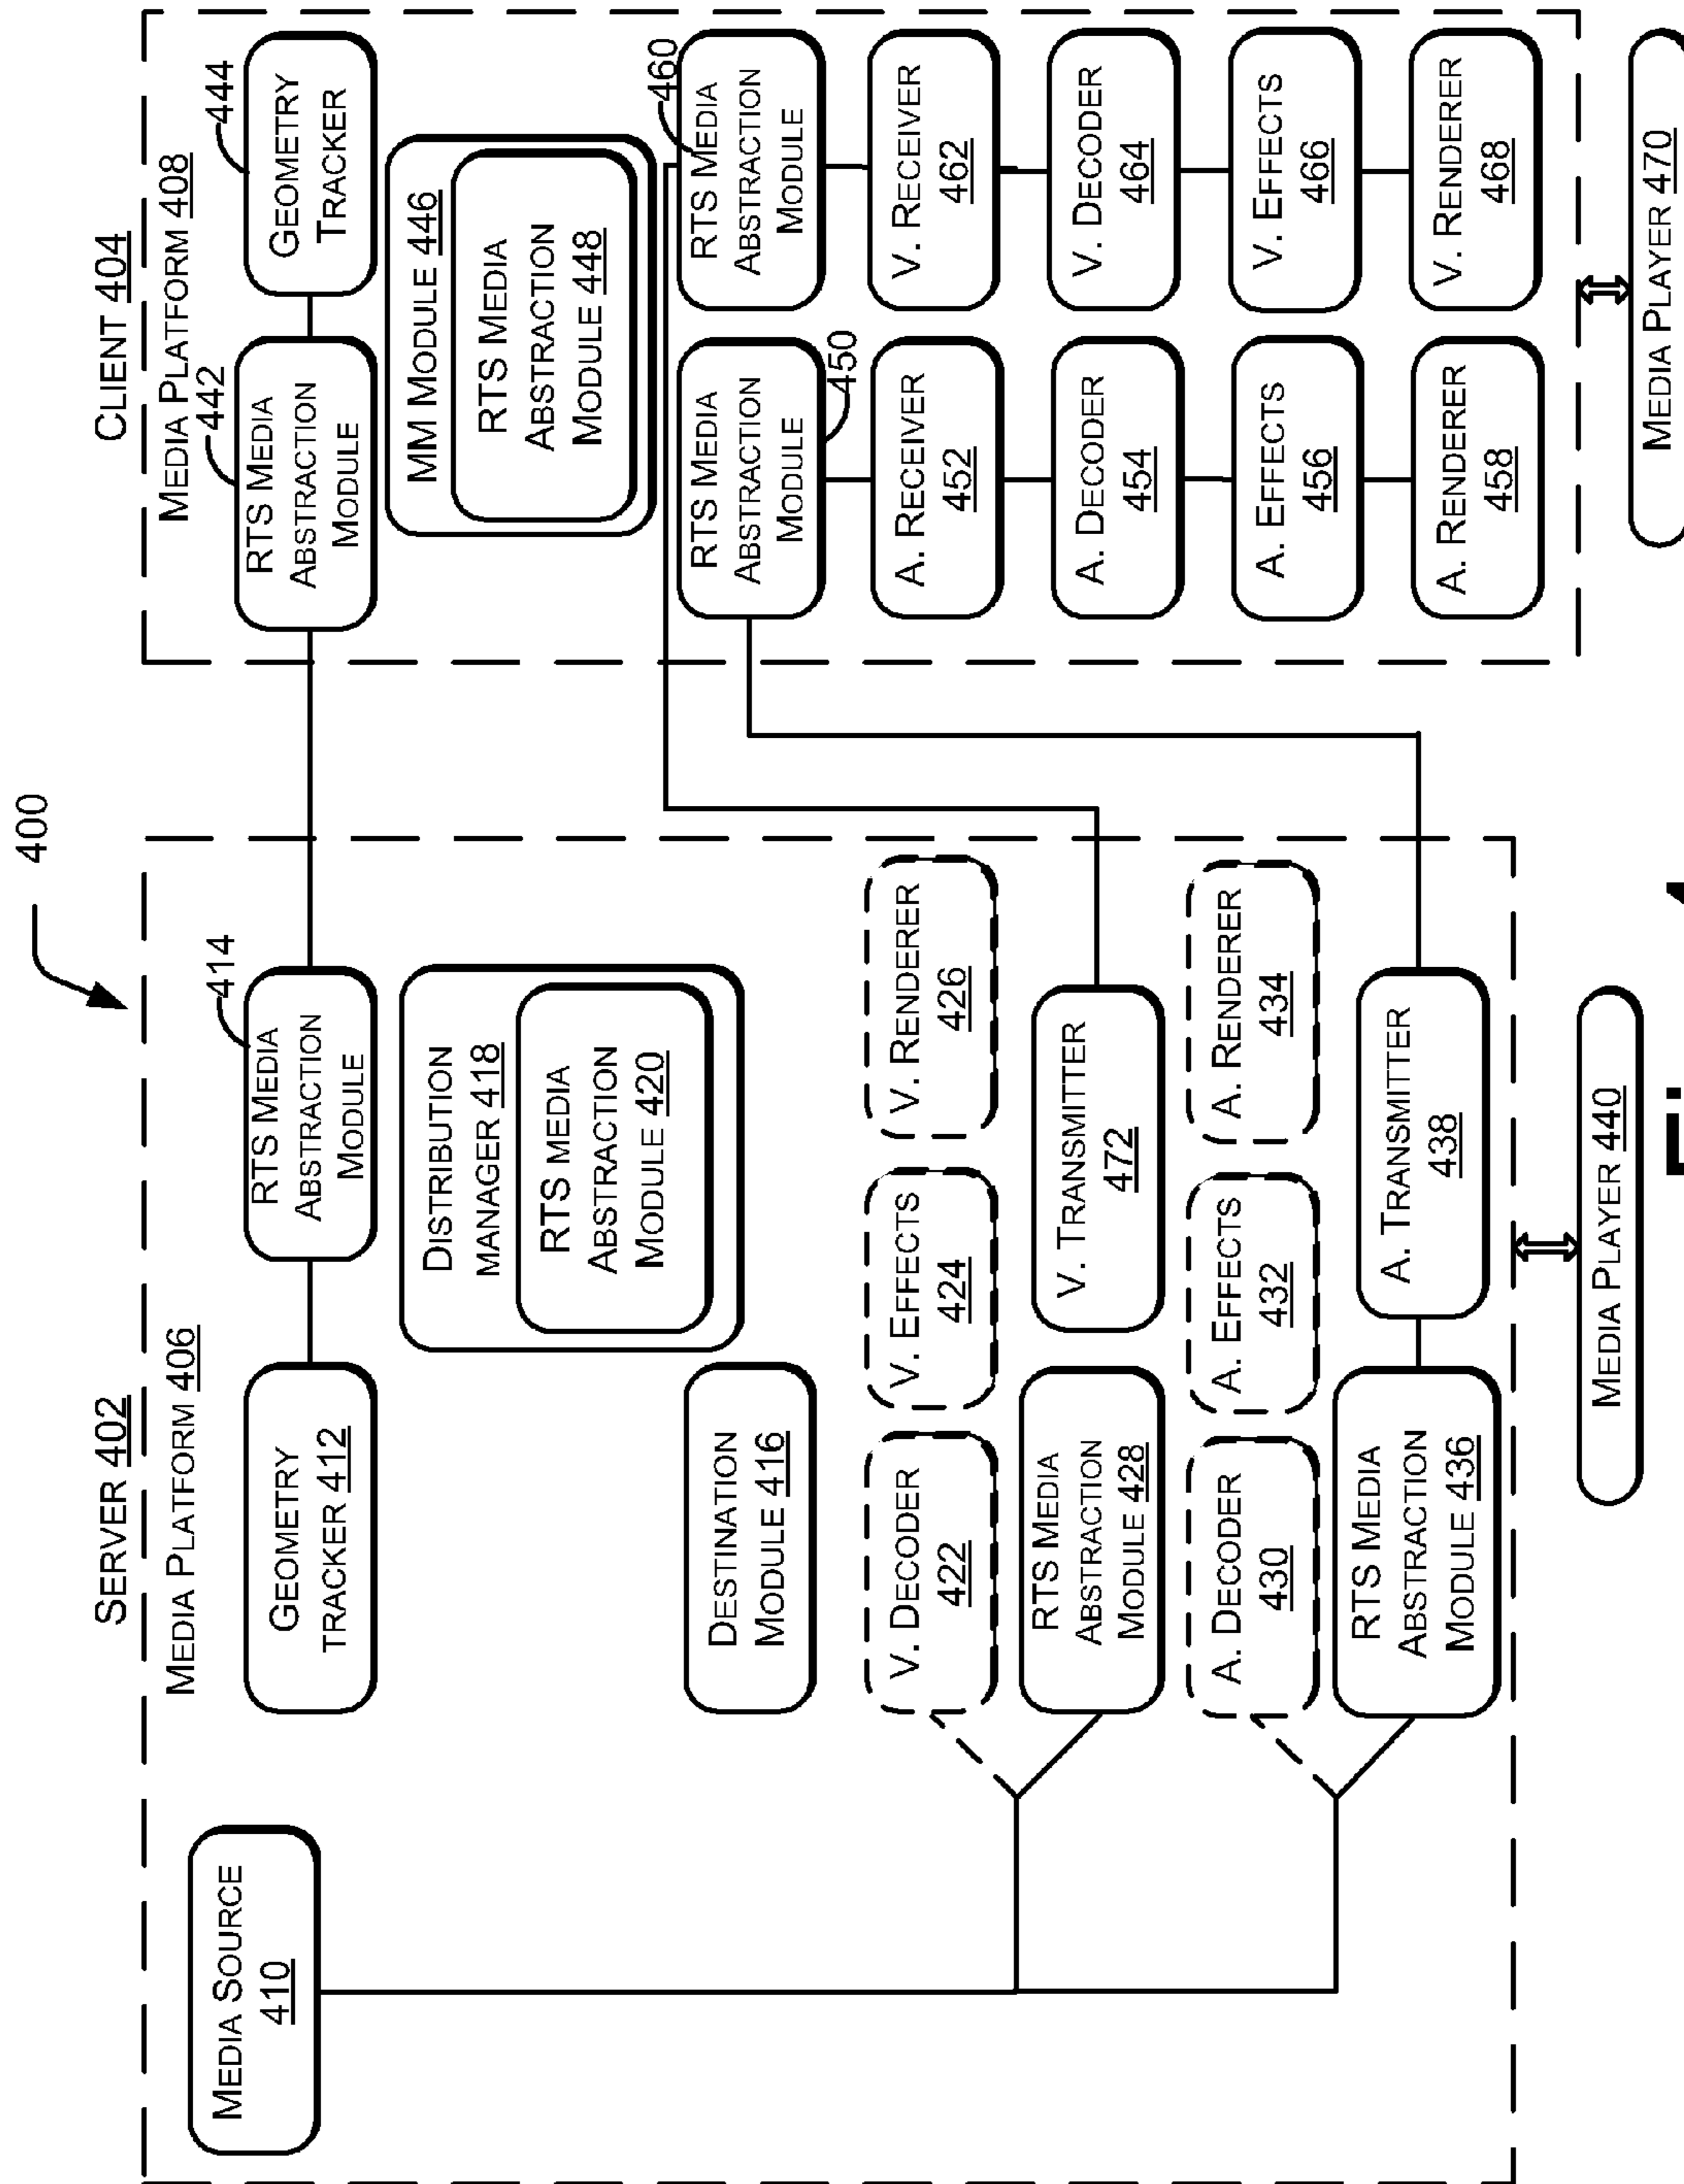 400
SERVER 402
MEDIA PLATFORM 406
MEDIA SOURCE
410
GEOMETRY
TRACKER 412
414
RTS MEDIA
ABSTRACTION
MODULE
DISTRIBUTION
MANAGER 418
RTS MEDIA
ABSTRACTION
MODULE 420
DESTINATION
MODULE 416
V. DECODER
422
V. EFFECTS
424
V. RENDERER
426
RTS MEDIA
ABSTRACTION
MODULE 428
V. TRANSMITTER
472
A. DECODER
430
A. EFFECTS
432
A. RENDERER
434
RTS MEDIA
ABSTRACTION
MODULE 436
A. TRANSMITTER
438
MEDIA PLAYER 440
CLIENT 404
MEDIA PLATFORM 408
442
RTS MEDIA
ABSTRACTION
MODULE
444
GEOMETRY
TRACKER
MM MODULE 446
RTS MEDIA
ABSTRACTION
MODULE 448
RTS MEDIA
ABSTRACTION
MODULE
450
460
RTS MEDIA
ABSTRACTION
MODULE
A. RECEIVER
452
V. RECEIVER
462
A. DECODER
454
V. DECODER
464
A. EFFECTS
456
V. EFFECTS
466
A. RENDERER
458
V. RENDERER
468
MEDIA PLAYER 470